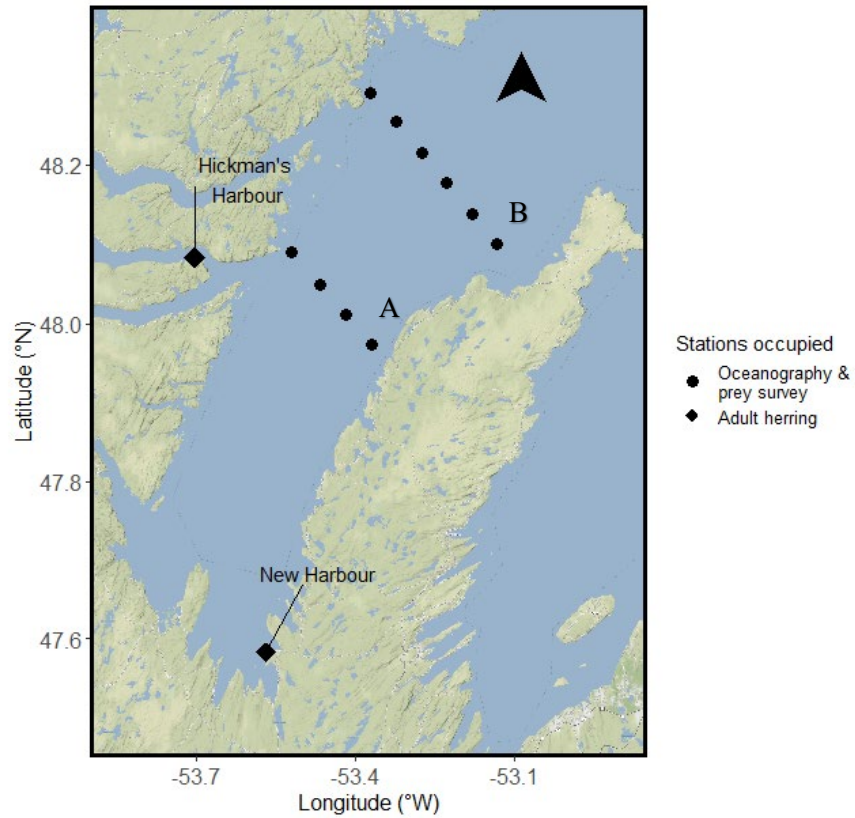 48.2
48.0
47.8
47.6
Latitude (°N)
Hickman's
Harbour
B
A
New Harbour
-53.7
-53.4
-53.1
Longitude (°W)
Stations occupied
Oceanography &
prey survey
Adult herring